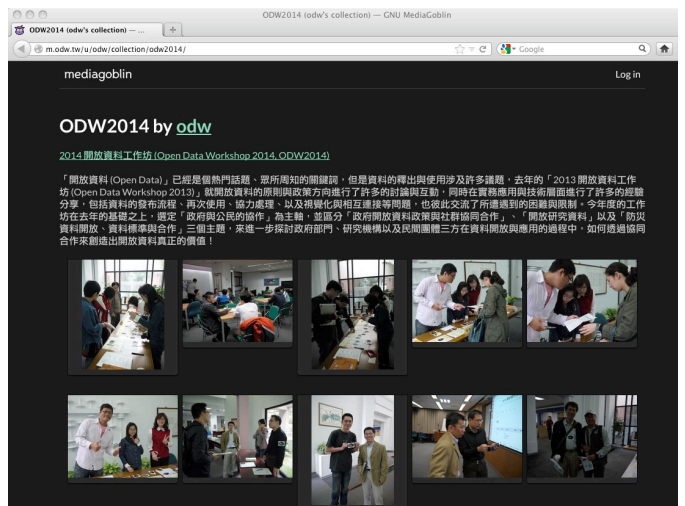 ODW2014 (odw's collection) — GNU MediaGoblin
ODW2014 (odw's collection) — ...
m.odw.tw/u/odw/collection/odw2014/
Google
mediagoblin
Log in
ODW2014 by odw
2014 開放資料工作坊 (Open Data Workshop 2014, ODW2014)
「開放資料 (Open Data)」已經是個熱門話題、眾所周知的關鍵詞，但是資料的釋出與使用涉及許多議題，去年的「2013 開放資料工作
坊 (Open Data Workshop 2013)」就開放資料的原則與政策方向進行了許多的討論與互動，同時在實務應用與技術層面進行了許多的經驗
分享，包括資料的發布流程、再次使用、協力處理、以及視覺化與相互連接等問題，也彼此交流了所遭遇到的困難與限制。今年度的工作
坊在去年的基礎之上，選定「政府與公民的協作」為主軸，並區分「政府開放資料政策與社群協同合作」、「開放研究資料」以及「防災
資料開放、資料標準與合作」三個主題，來進一步探討政府部門、研究機構以及民間團體三方在資料開放與應用的過程中，如何透過協同
合作來創造出開放資料真正的價值！